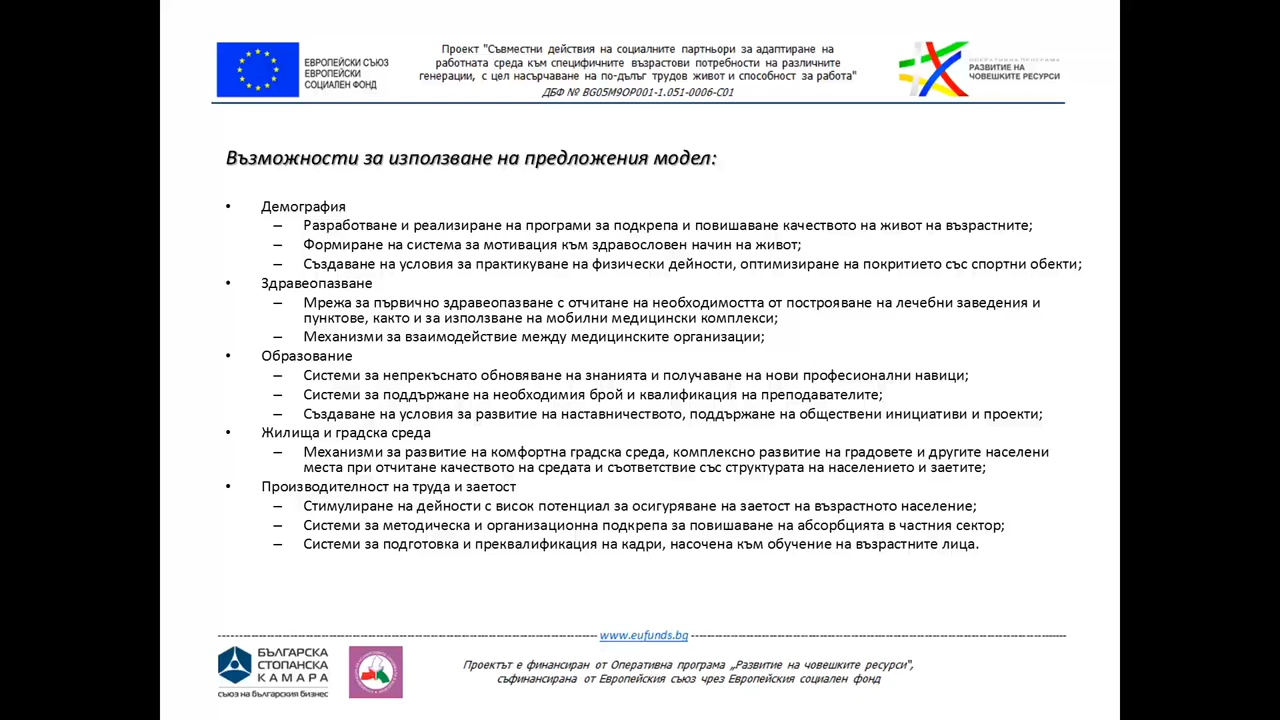 ЕВРОПЕЙСКИ СЪЮЗ
ЕВРОПЕЙСКИ
СОЦИАЛЕН ФОНД
Проект "Съвместни действия на социалните партньори за адаптиране на
работната среда към специфичните възрастови потребности на различните
генерации, с цел насърчаване на по-дълъг трудов живот и способност за работа"
ДБФ № BG05M9OP001-1.051-0006-C01
ОПЕРАТИВНА ПРОГРАМА
РАЗВИТИЕ НА
ЧОВЕШКИТЕ РЕСУРСИ
Възможности за използване на предложения модел:
• Демография
– Разработване и реализиране на програми за подкрепа и повишаване качеството на живот на възрастните;
– Формиране на система за мотивация към здравословен начин на живот;
– Създаване на условия за практикуване на физически дейности, оптимизиране на покритието със спортни обекти;
• Здравеопазване
– Мрежа за първично здравеопазване с отчитане на необходимостта от построяване на лечебни заведения и
пунктове, както и за използване на мобилни медицински комплекси;
– Механизми за взаимодействие между медицинските организации;
• Образование
– Системи за непрекъснато обновяване на знанията и получаване на нови професионални навици;
– Системи за поддържане на необходимия брой и квалификация на преподавателите;
– Създаване на условия за развитие на наставничеството, поддържане на обществени инициативи и проекти;
• Жилища и градска среда
– Механизми за развитие на комфортна градска среда, комплексно развитие на градовете и другите населени
места при отчитане качеството на средата и съответствие със структурата на населението и заетите;
• Производителност на труда и заетост
– Стимулиране на дейности с висок потенциал за осигуряване на заетост на възрастното население;
– Системи за методическа и организационна подкрепа за повишаване на абсорбцията в частния сектор;
– Системи за подготовка и преквалификация на кадри, насочена към обучение на възрастните лица.
www.eufunds.bg
БЪЛГАРСКА
СТОПАНСКА
КАМАРА
СЪЮЗ НА БЪЛГАРСКИЯ БИЗНЕС
Проектът е финансиран от Оперативна програма „Развитие на човешките ресурси",
съфинансирана от Европейския съюз чрез Европейския социален фонд